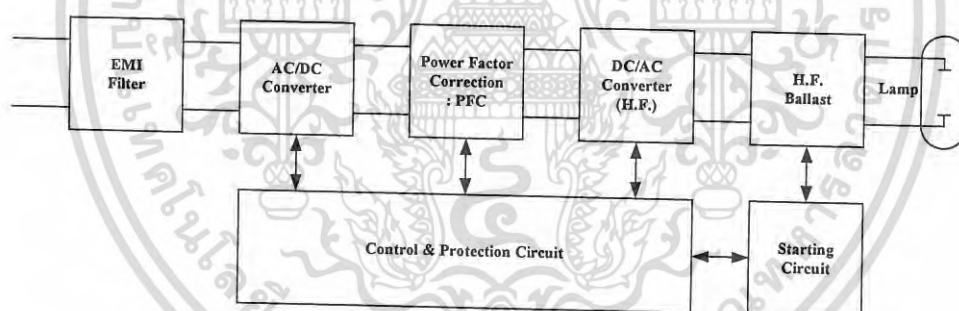 EMI
Filter
AC/DC
Converter
Power Factor
Correction
: PFC
DC/AC
Converter
(H.F.)
H.F.
Ballast
Lamp
Control & Protection Circuit
Starting
Circuit